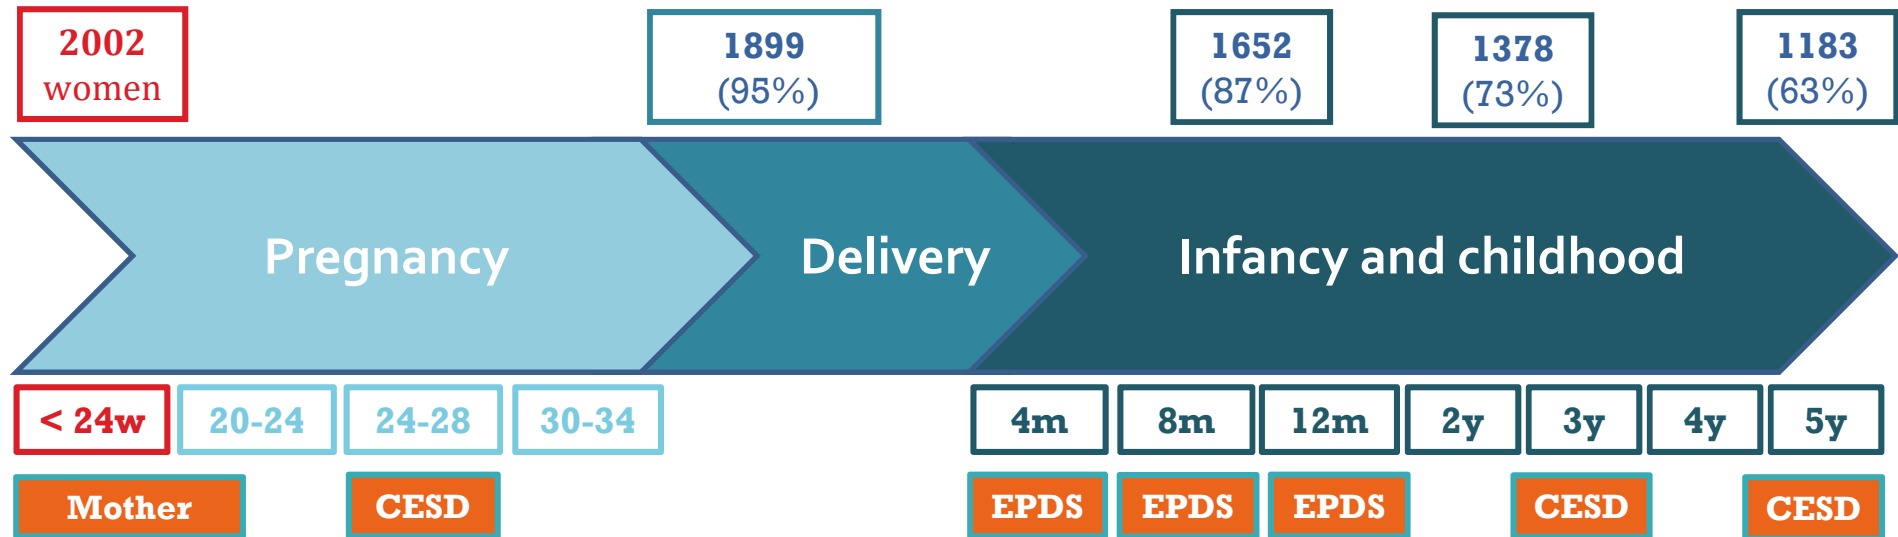 2002
women
1899
(95%)
1652
(87%)
1378
(73%)
1183
(63%)
Pregnancy
Delivery
Infancy and childhood
< 24w
20-24
24-28
30-34
4m
8m
12m
2y
3y
4y
5y
Mother
CESD
EPDS
EPDS
EPDS
CESD
CESD